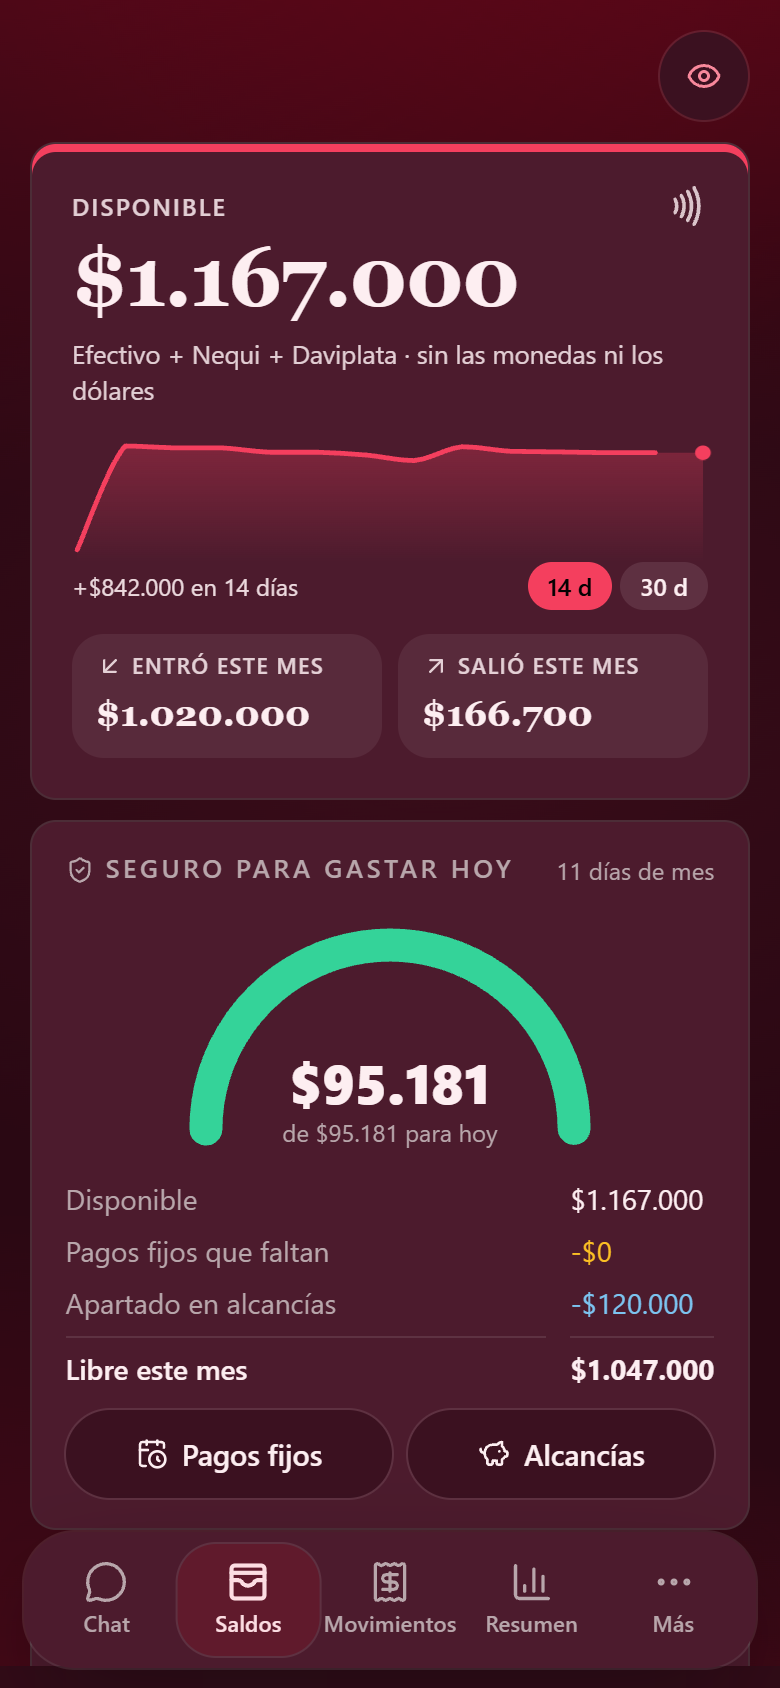 DISPONIBLE
$1.167.000
Efectivo + Nequi + Daviplata · sin las monedas ni los
dólares
+$842.000 en 14 días
14 d
30 d
ENTRÓ ESTE MES
$1.020.000
SALIÓ ESTE MES
$166.700
SEGURO PARA GASTAR HOY
11 días de mes
$95.181
de $95.181 para hoy
Disponible
$1.167.000
Pagos fijos que faltan
-$0
Apartado en alcancías
-$120.000
Libre este mes
$1.047.000
Pagos fijos
Alcancías
Chat
Saldos
Movimientos
Resumen
Más